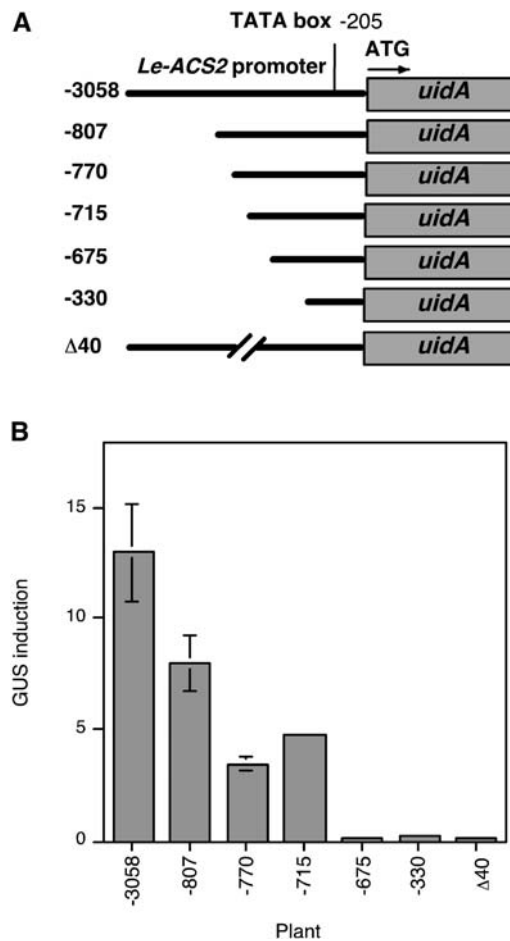 A
TATA box -205
Le-ACS2 promoter
ATG
-3058 uidA
-807 uidA
-770 uidA
-715 uidA
-675 uidA
-330 uidA
Δ40 uidA
B
15
10
5
0
GUS induction
-3058 -807 -770 -715 -675 -330 Δ40
Plant